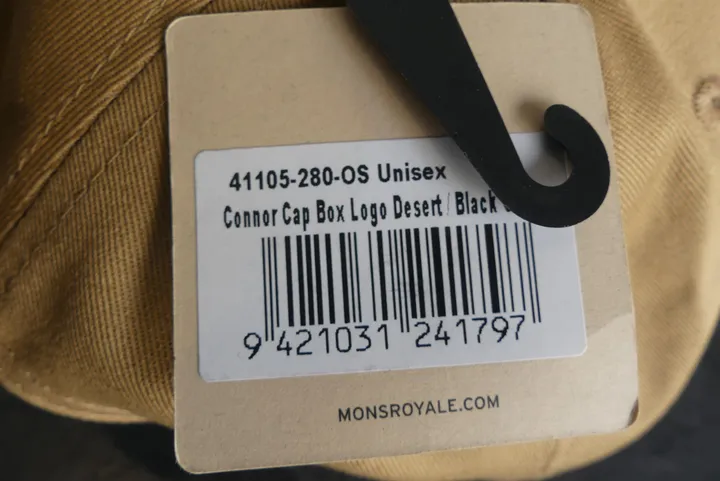 41105-280-OS Unisex
Connor Cap Box Logo Desert / Black
9 421031 241797
MONSROYALE.COM